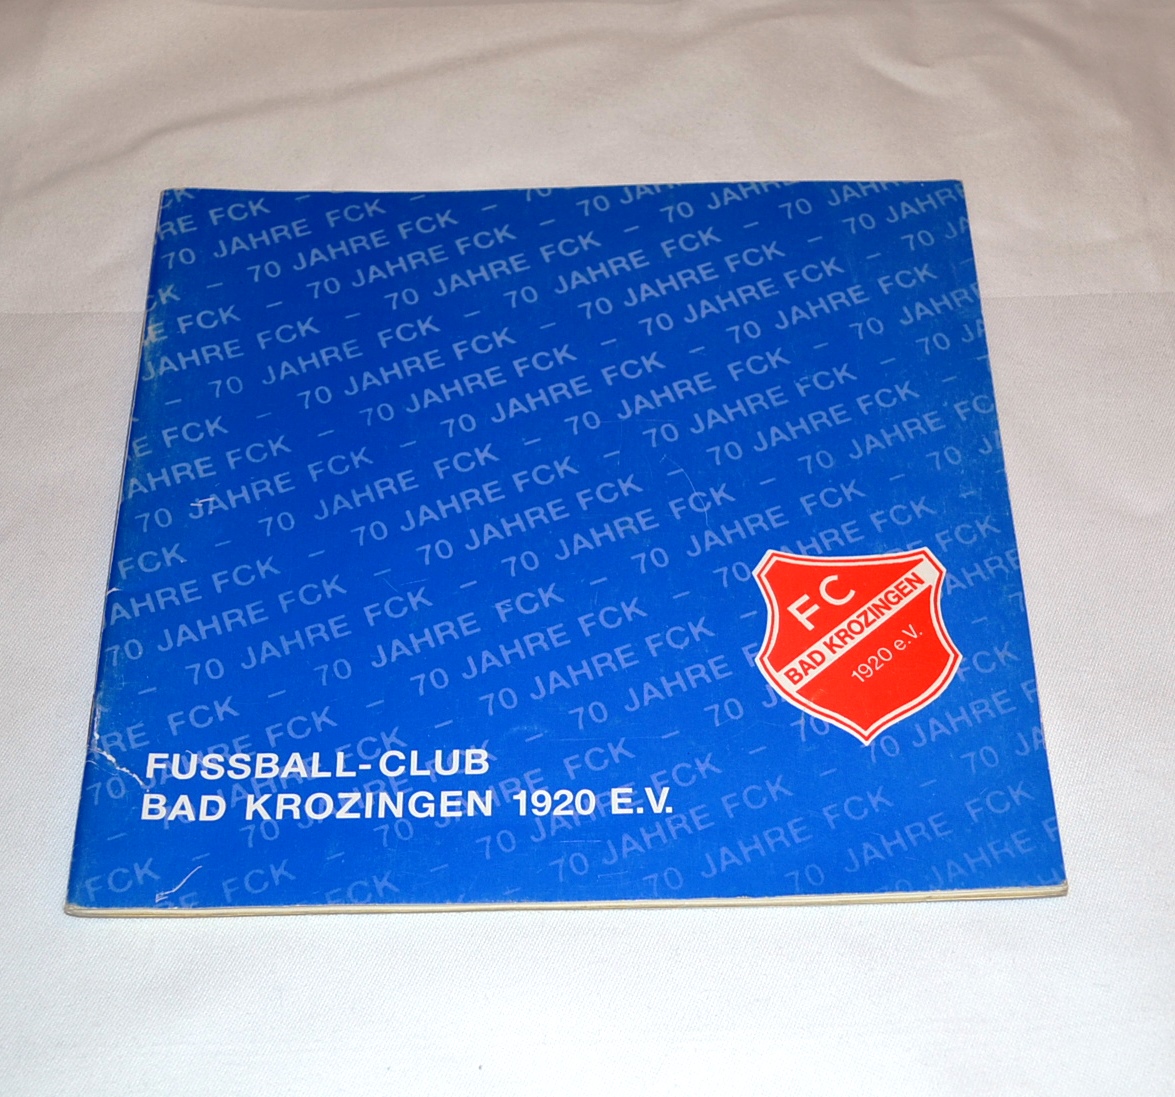 70 JAHRE FCK – 70 JAHRE FCK – 70 JAHRE FCK
FC
BAD KROZINGEN
1920 e.V.
FUSSBALL-CLUB
BAD KROZINGEN 1920 E.V.